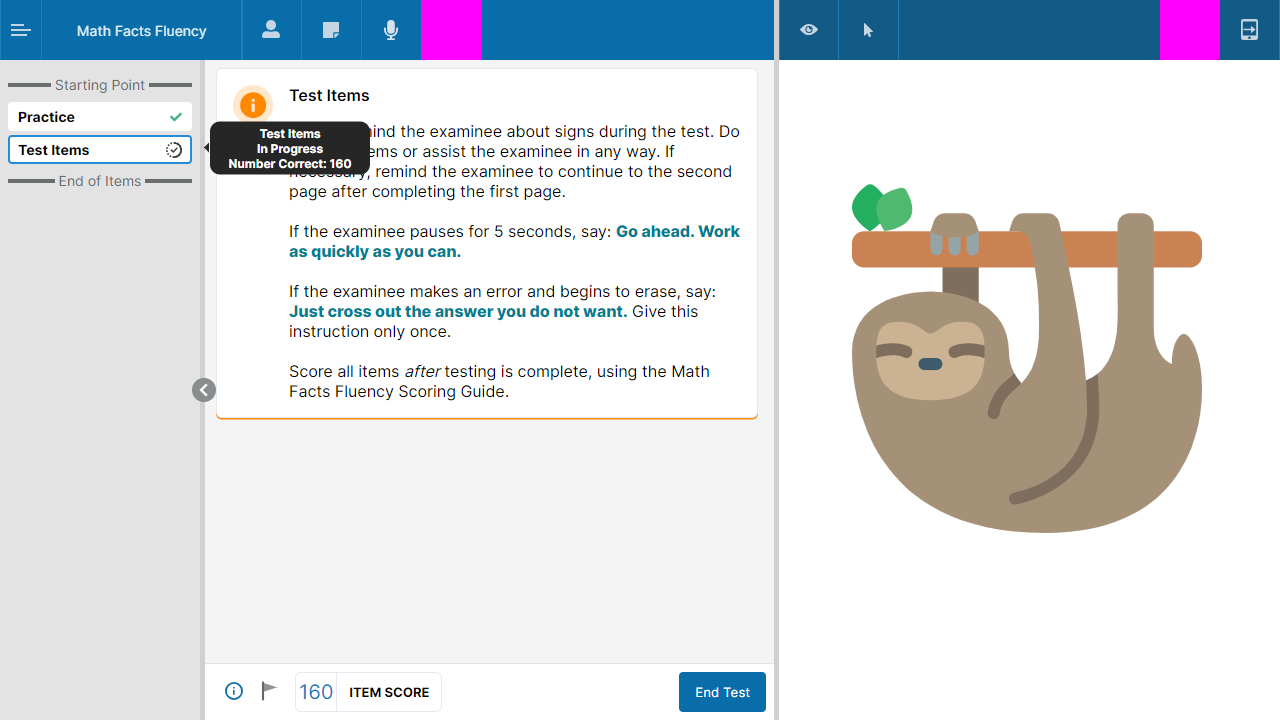 Math Facts Fluency
Starting Point
Practice
Test Items
End of Items
Test Items
In Progress
Number Correct: 160
Test Items
the examinee about signs during the test. Do
or assist the examinee in any way. If
necessary, remind the examinee to continue to the second
page after completing the first page.
If the examinee pauses for 5 seconds, say: Go ahead. Work
as quickly as you can.
If the examinee makes an error and begins to erase, say:
Just cross out the answer you do not want. Give this
instruction only once.
Score all items after testing is complete, using the Math
Facts Fluency Scoring Guide.
160 ITEM SCORE
End Test